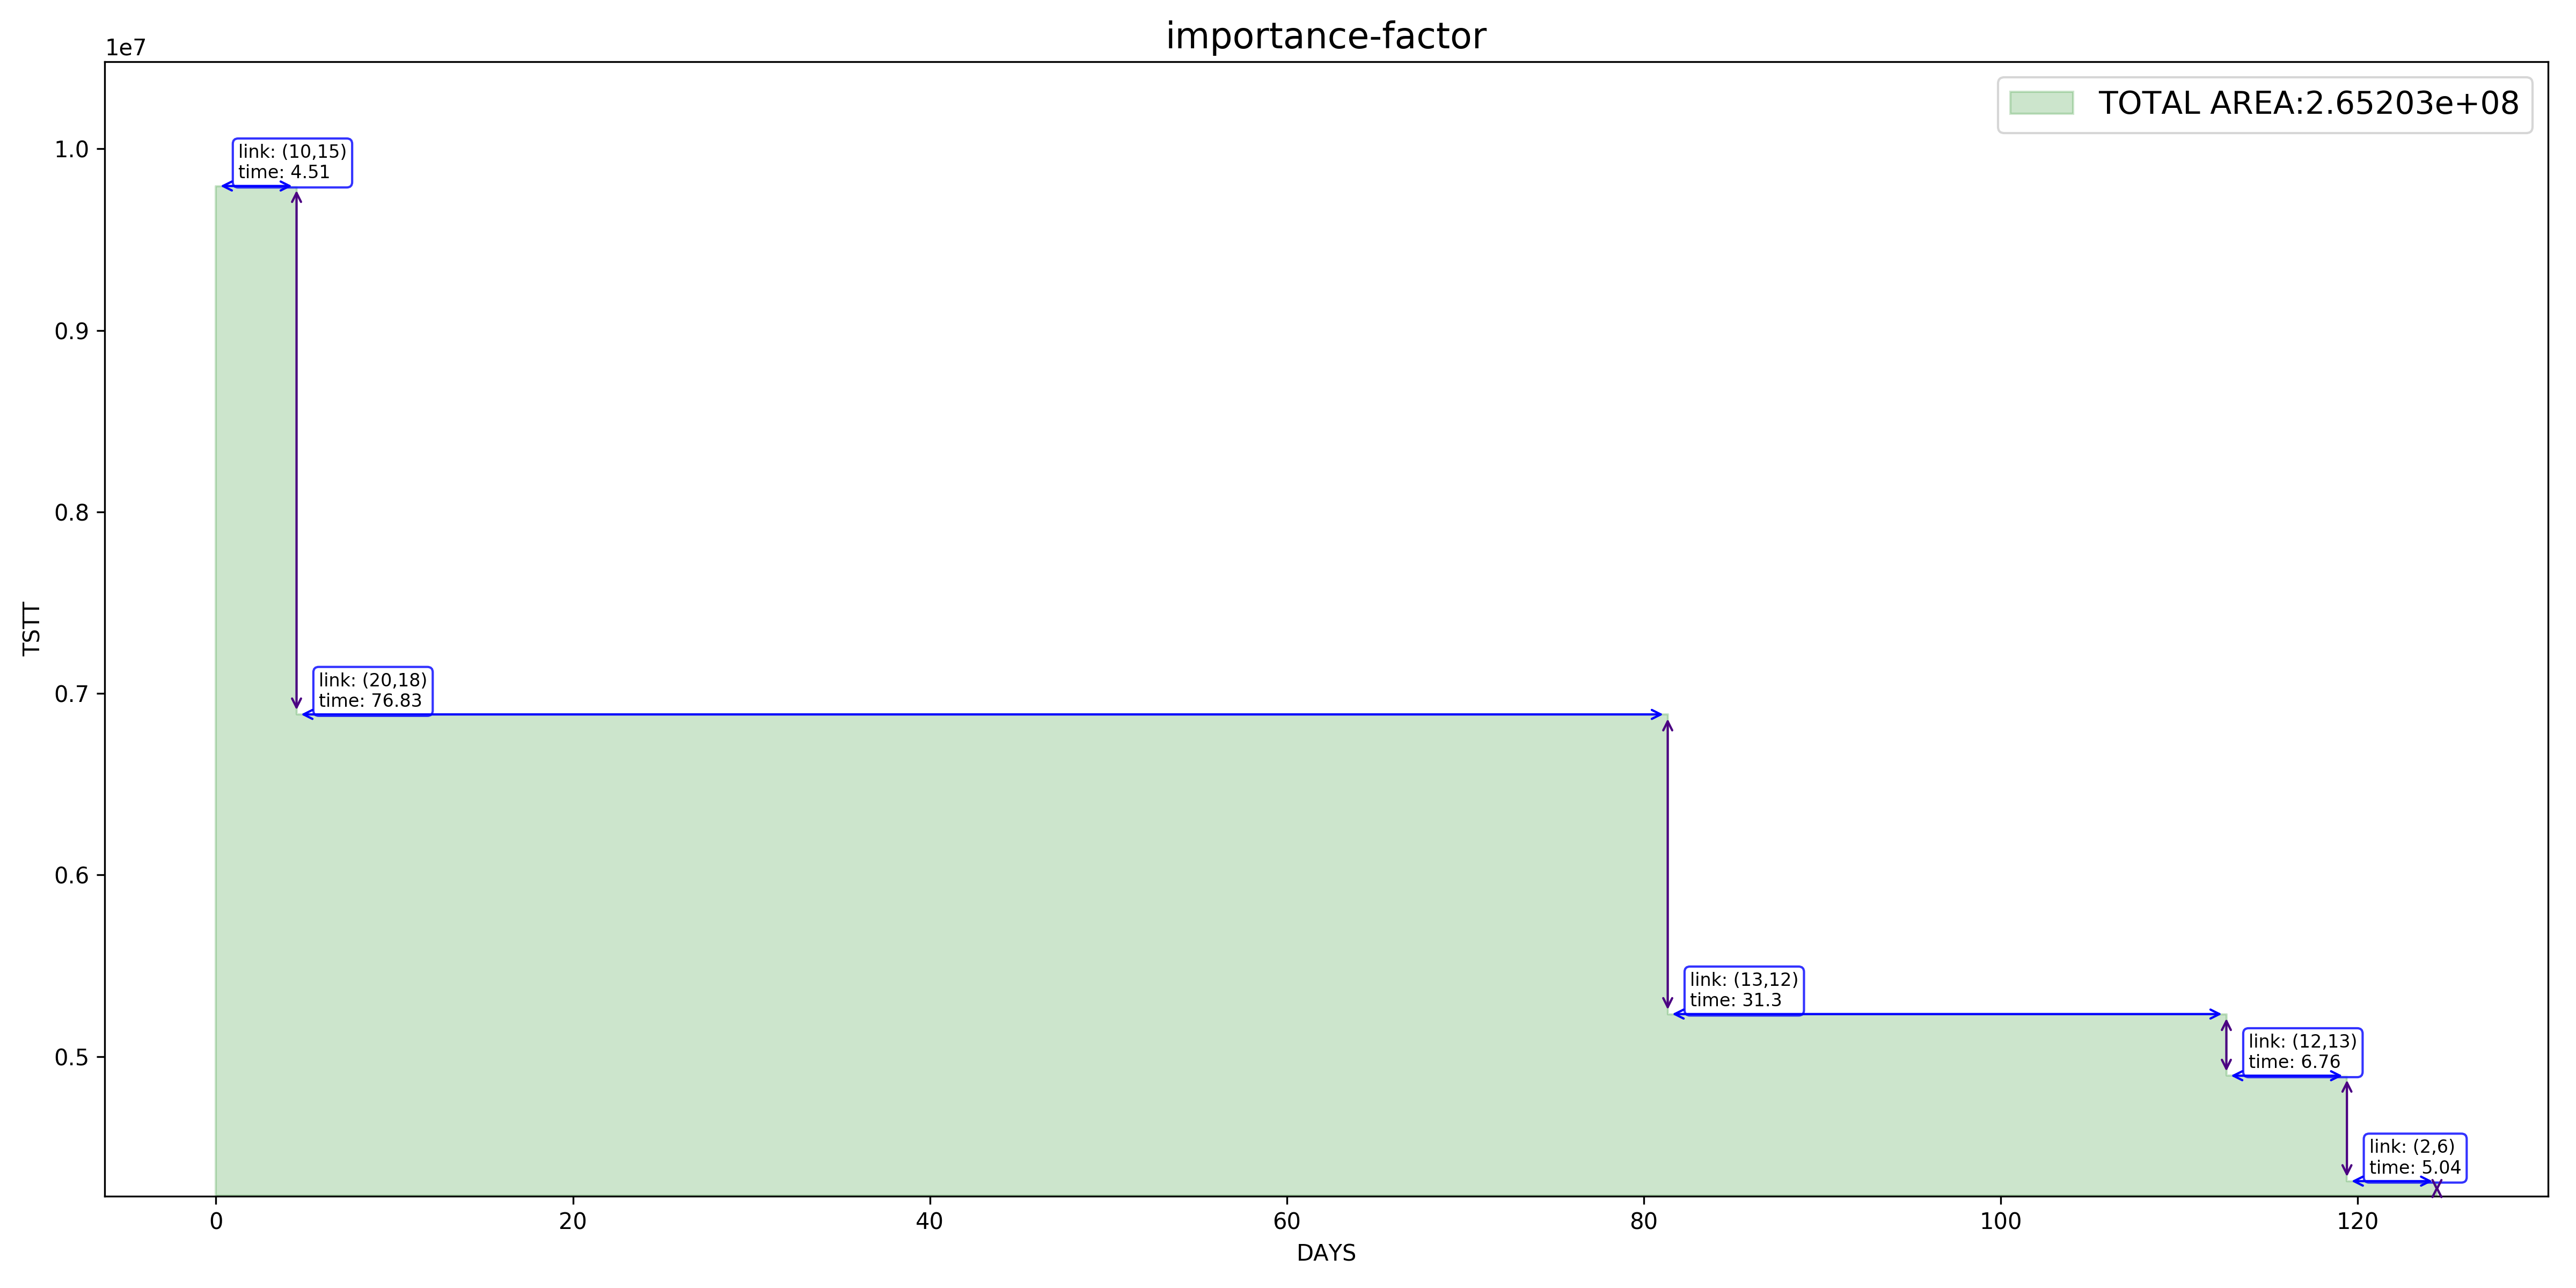 importance-factor
1e7
TOTAL AREA:2.65203e+08
1.0
0.9
0.8
0.7
0.6
0.5
TSTT
link: (10,15)
time: 4.51
link: (20,18)
time: 76.83
link: (13,12)
time: 31.3
link: (12,13)
time: 6.76
link: (2,6)
time: 5.04
0
20
40
60
80
100
120
DAYS